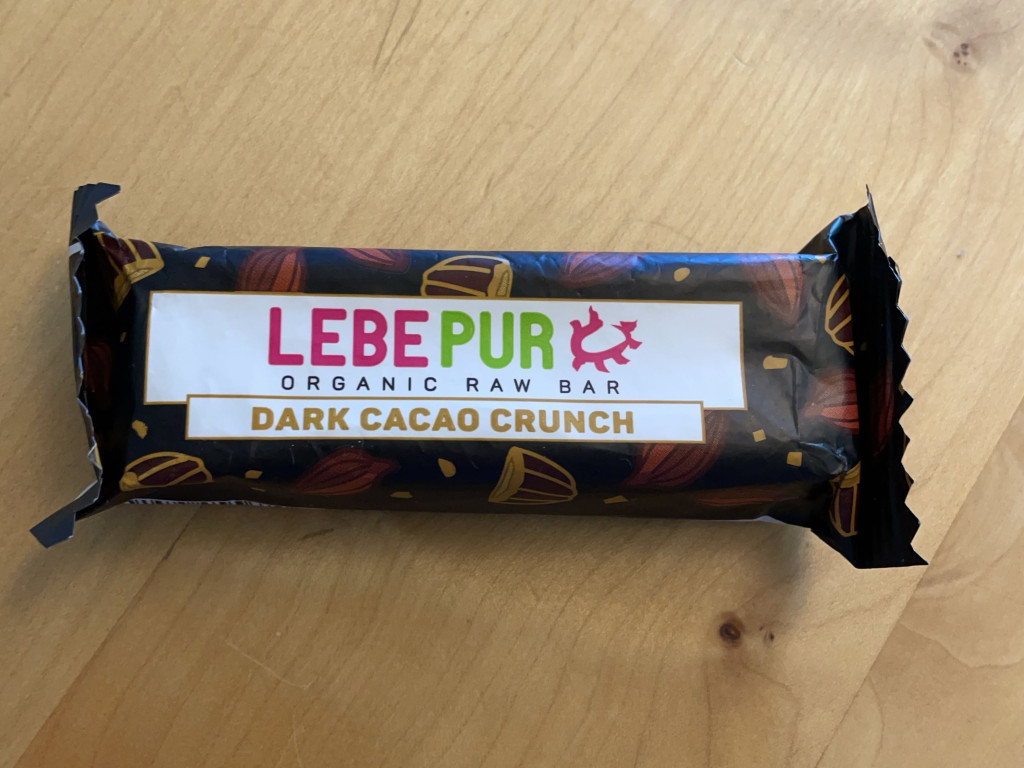 LEBEPUR
ORGANIC RAW BAR
DARK CACAO CRUNCH